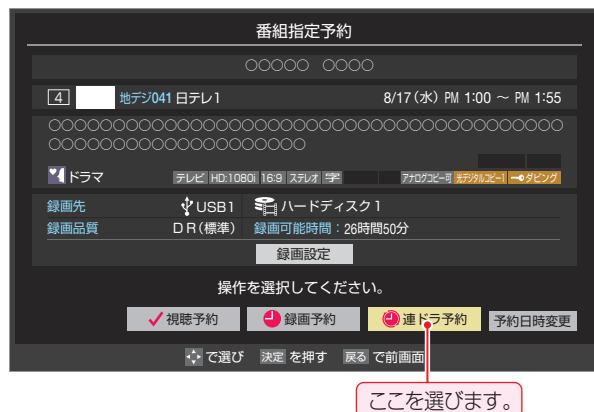 番組指定予約
○○○○○ ○○○○
4 地デジ041 日テレ1 8/17(水) PM 1:00 ～ PM 1:55
○○○○○○○○○○○○○○○○○○○○○○○○○○○○○○○○○○○○○○○○
○○○○○○○○○○○○○○○○○○○○
ドラマ テレビ HD:1080i 16:9 ステレオ 字 アナログコピー可 光デジタルコピー1 ダビング
録画先 USB1 ハードディスク1
録画品質 DR(標準) 録画可能時間：26時間50分
録画設定
操作を選択してください。
視聴予約 録画予約 連ドラ予約 予約日時変更
で選び 決定 を押す 戻る で前画面
ここを選びます。